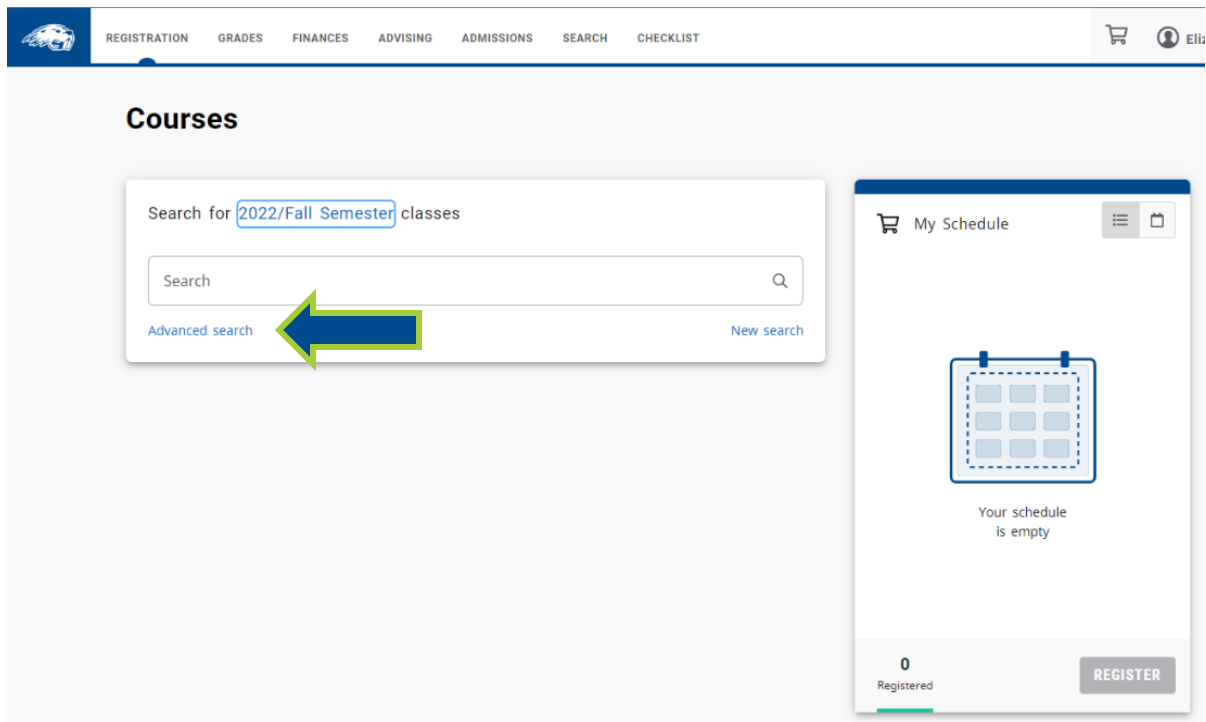 REGISTRATION GRADES FINANCES ADVISING ADMISSIONS SEARCH CHECKLIST
Courses
Search for 2022/Fall Semester classes
Search
Advanced search
New search
My Schedule
Your schedule
is empty
0
Registered
REGISTER